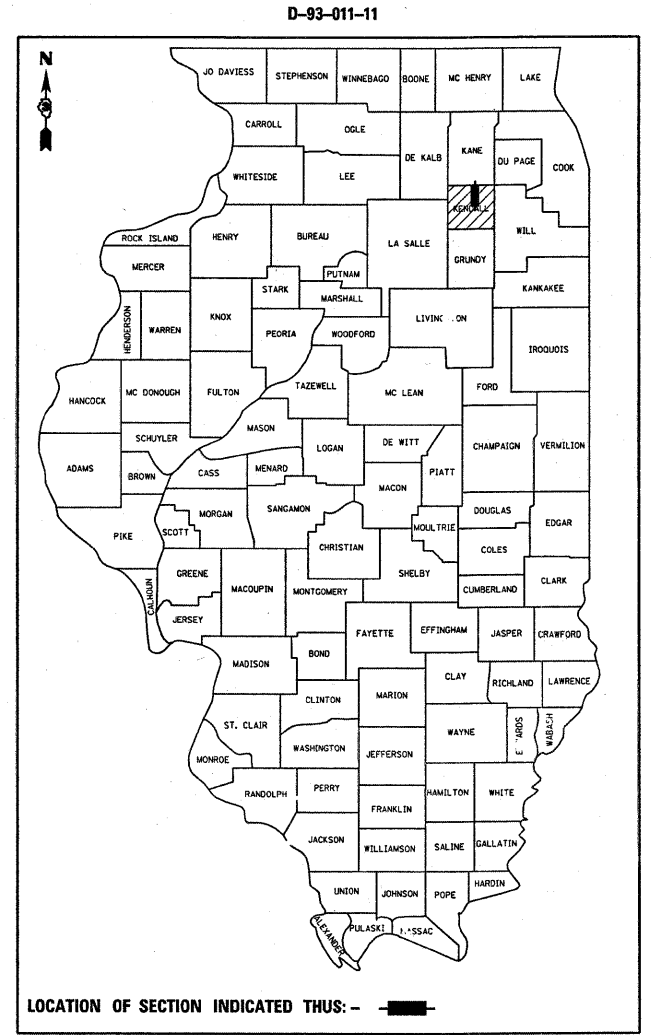 D-93-011-11
N
JO DAVIESS
STEPHENSON
WINNEBAGO
BOONE
MC HENRY
LAKE
CARROLL
OGLE
DE KALB
KANE
DU PAGE
COOK
WHITESIDE
LEE
KENDALL
WILL
ROCK ISLAND
HENRY
BUREAU
LA SALLE
GRUNDY
MERCER
PUTNAM
KANKAKEE
STARK
MARSHALL
HENDERSON
WARREN
KNOX
PEORIA
WOODFORD
IROQUOIS
HANCOCK
MC DONOUGH
FULTON
TAZEWELL
MC LEAN
FORD
MASON
SCHUYLER
LOGAN
DE WITT
CHAMPAIGN
VERMILION
ADAMS
BROWN
CASS
MENARD
PIATT
MACON
PIKE
SCOTT
MORGAN
SANGAMON
DOUGLAS
EDGAR
MOULTRIE
CHRISTIAN
COLES
GREENE
MACOUPIN
MONTGOMERY
SHELBY
CUMBERLAND
CLARK
CALHOUN
JERSEY
FAYETTE
EFFINGHAM
JASPER
CRAWFORD
MADISON
BOND
CLAY
RICHLAND
LAWRENCE
CLINTON
MARION
ST. CLAIR
WAYNE
WABASH
WASHINGTON
JEFFERSON
MONROE
RANDOLPH
PERRY
HAMILTON
WHITE
FRANKLIN
JACKSON
WILLIAMSON
SALINE
GALLATIN
UNION
JOHNSON
POPE
HARDIN
ALEXANDER
PULASKI
LOCATION OF SECTION INDICATED THUS: -